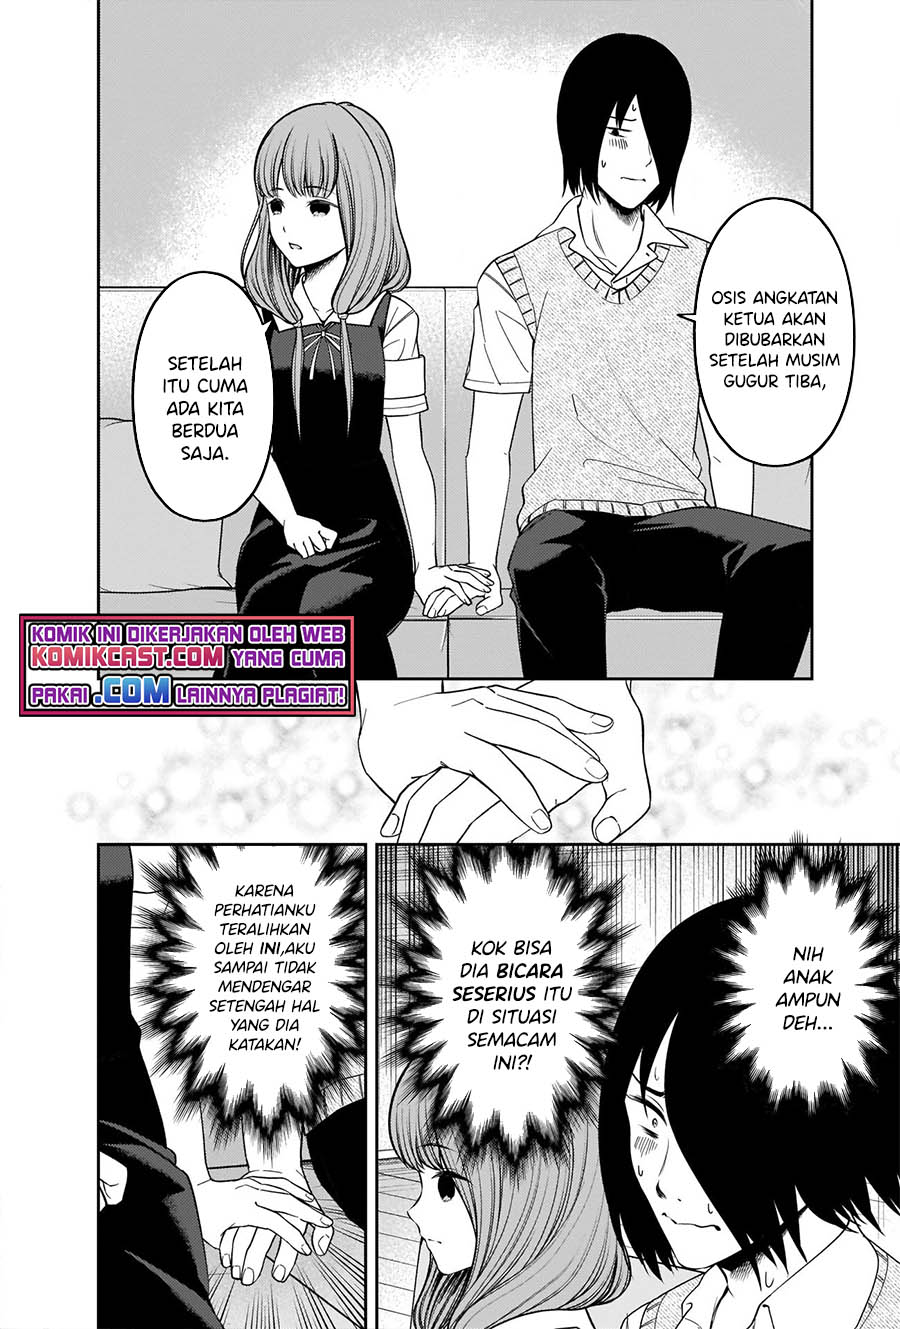 OSIS ANGKATAN
KETUA AKAN
DIBUBARKAN
SETELAH MUSIM
GUGUR TIBA,
SETELAH
ITU CUMA
ADA KITA
BERDUA
SAJA.
KOMIK INI DIKERJAKAN OLEH WEB
KOMIKCAST.COM YANG CUMA
PAKAI .COM LAINNYA PLAGIAT!
NIH
ANAK
AMPUN
DEH...
KOK BISA
DIA BICARA
SESERIUS ITU
DI SITUASI
SEMACAM
INI?!
KARENA
PERHATIANKU
TERALIHKAN
OLEH INI,AKU
SAMPAI TIDAK
MENDENGAR
SETENGAH HAL
YANG DIA
KATAKAN!